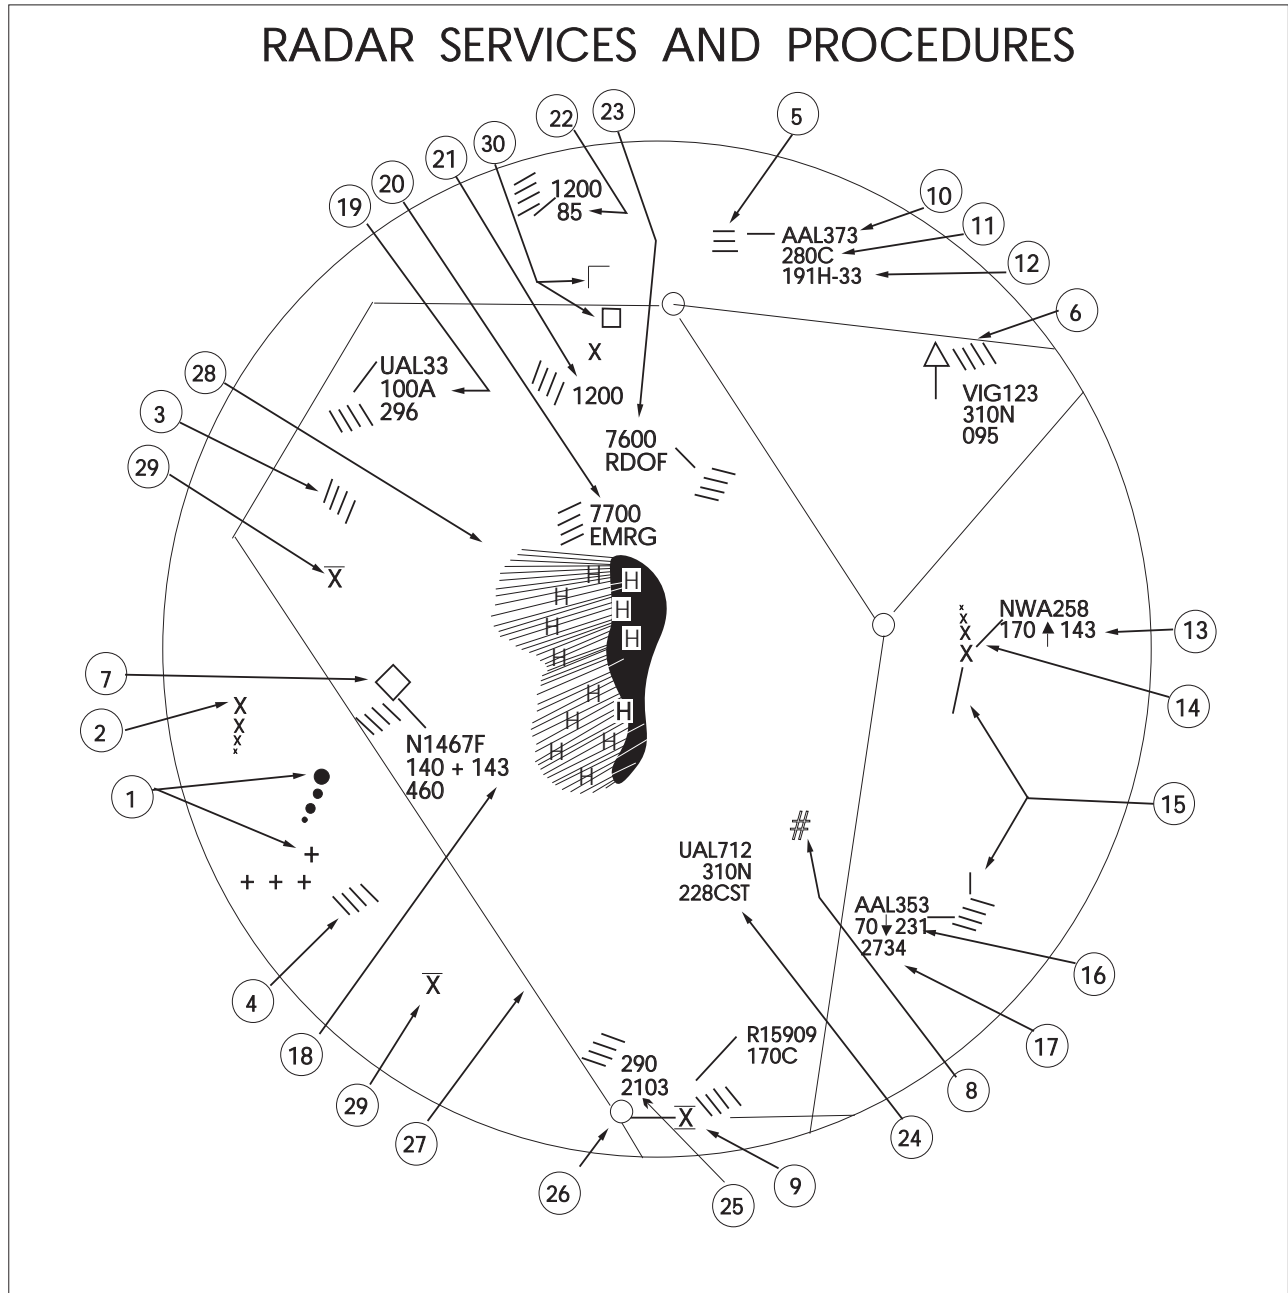 RADAR SERVICES AND PROCEDURES
23
22
5
30
21
20
1200
85
10
19
AAL373
280C
191H-33
11
12
6
X
28
UAL33
100A
296
1200
VIG123
310N
095
3
7600
RDOF
29
7700
EMRG
X
H
H
H
H
H
H
H
H
H
H
H
H
H
H
X
X
X
X
NWA258
170 143
13
7
2
X
X
X
X
14
N1467F
140 + 143
460
1
15
+
+ + +
#
UAL712
310N
228CST
AAL353
70 231
2734
4
X
16
18
R15909
170C
17
290
2103
29
X
8
27
24
26
9
25